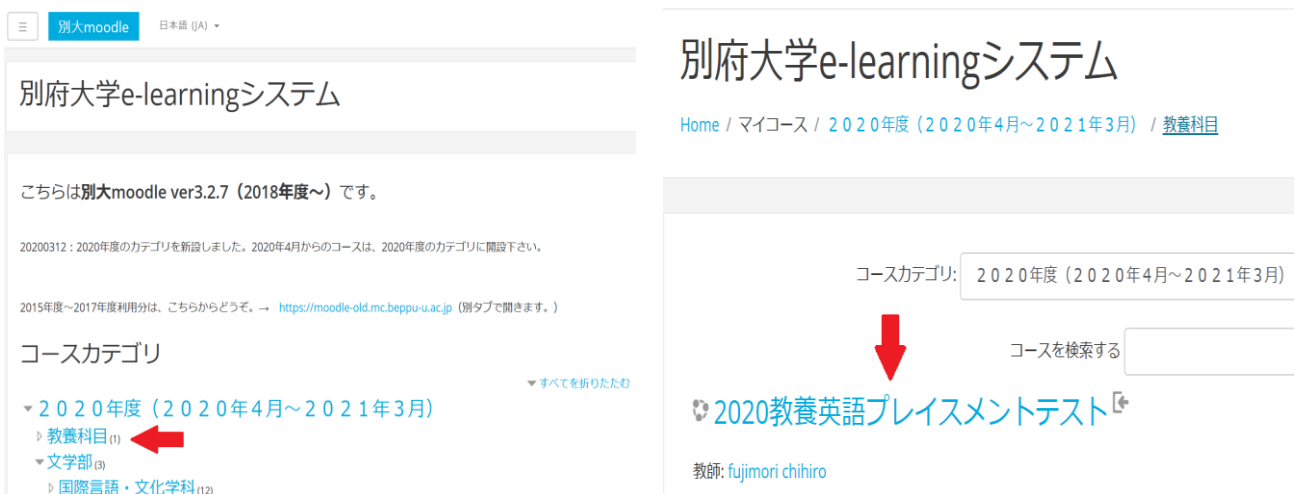 別大moodle 日本語 (JA)
別府大学e-learningシステム
こちらは別大moodle ver3.2.7（2018年度～）です。
20200312：2020年度のカテゴリを新設しました。2020年4月からのコースは、2020年度のカテゴリに開設下さい。
2015年度～2017年度利用分は、こちらからどうぞ。→ https://moodle-old.mc.beppu-u.ac.jp（別タブで開きます。）
コースカテゴリ
すべてを折りたたむ
２０２０年度（２０２０年４月～２０２１年３月）
教養科目(1)
文学部(3)
国際言語・文化学科(12)
別府大学e-learningシステム
Home / マイコース / ２０２０年度（２０２０年４月～２０２１年３月） / 教養科目
コースカテゴリ: ２０２０年度（２０２０年４月～２０２１年３月）
コースを検索する
2020教養英語プレイスメントテスト
教師: fujimori chihiro